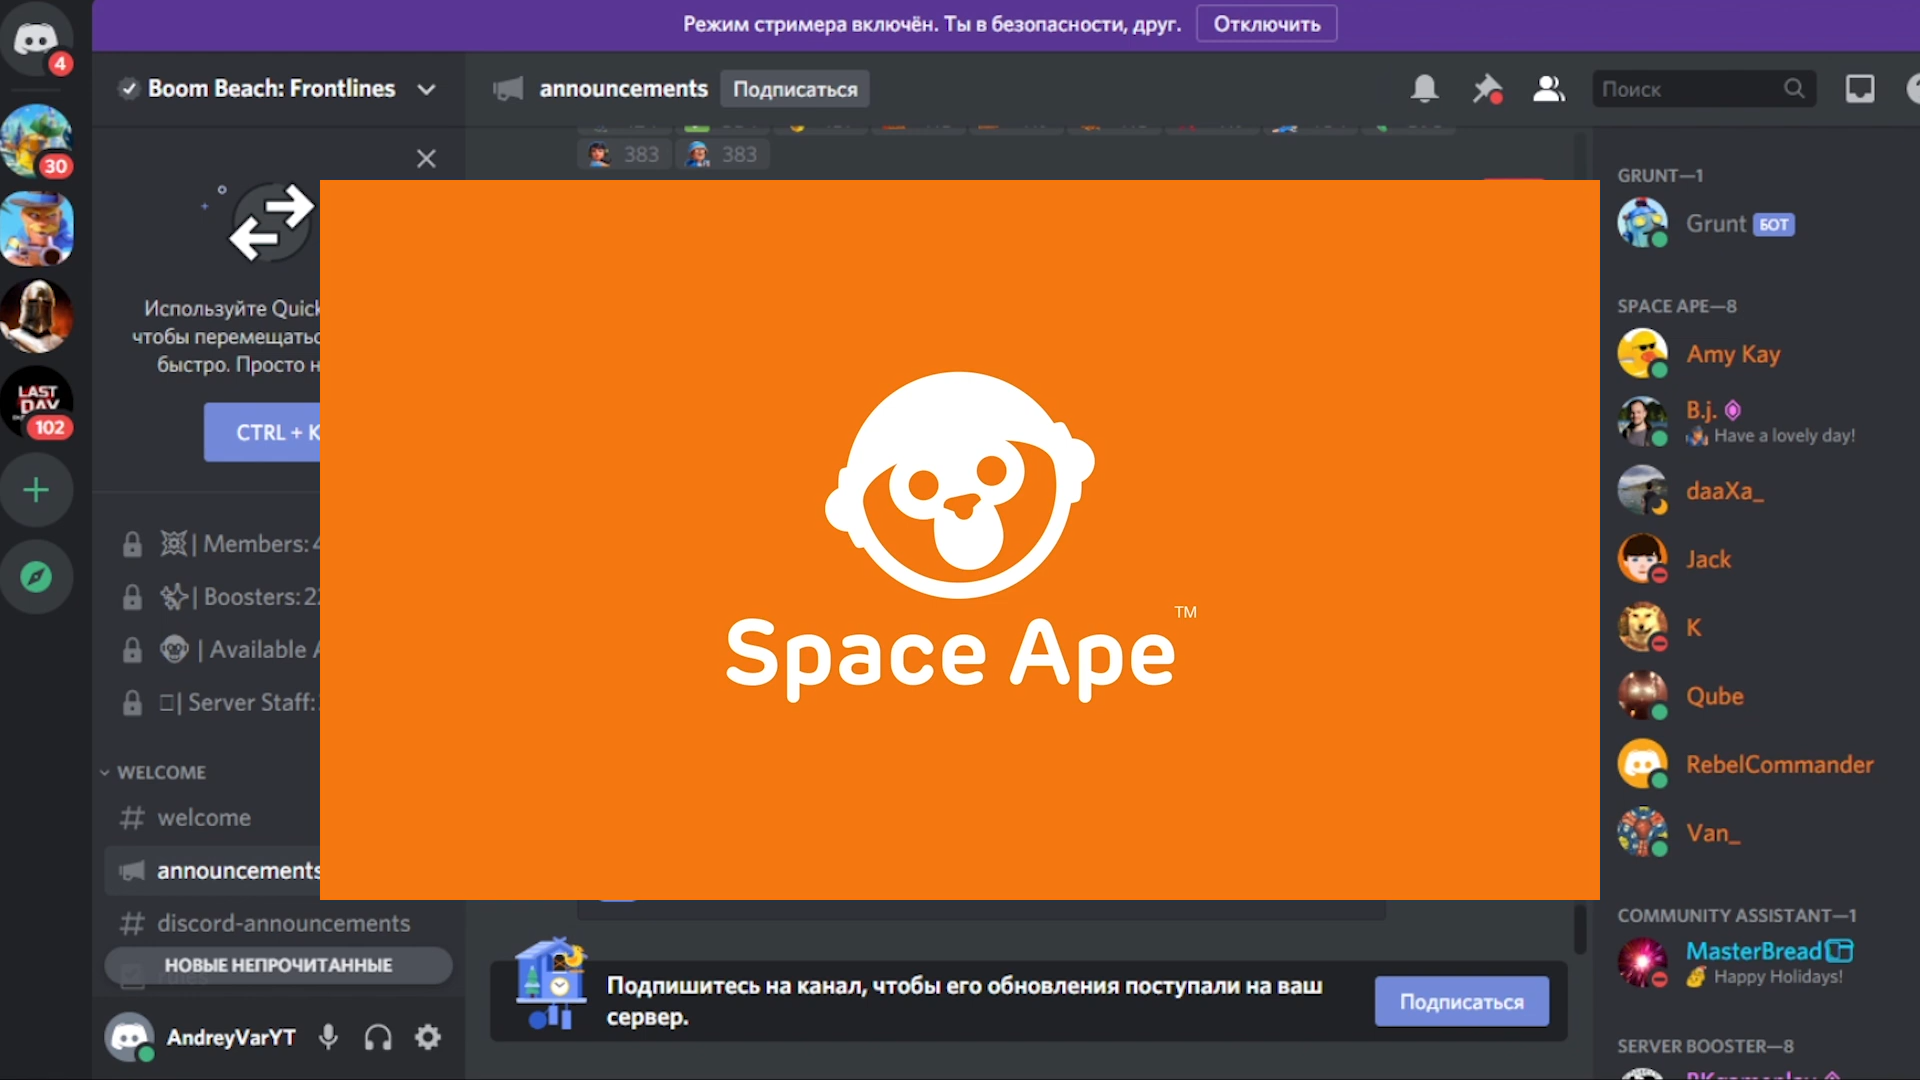 Режим стримера включён. Ты в безопасности, друг.
Отключить
4
Boom Beach: Frontlines
announcements
Подписаться
Поиск
30
383
383
Используйте Quick
чтобы перемещатьс
быстро. Просто н
CTRL + K
LAST
DAY
102
| Members: 4
| Boosters: 22
| Available A
| Server Staff:
WELCOME
welcome
announcements
discord-announcements
НОВЫЕ НЕПРОЧИТАННЫЕ
AndreyVarYT
Space Ape
TM
Подпишитесь на канал, чтобы его обновления поступали на ваш
сервер.
Подписаться
GRUNT—1
Grunt БОТ
SPACE APE—8
Amy Kay
B.j.
Have a lovely day!
daaXa_
Jack
K
Qube
RebelCommander
Van_
COMMUNITY ASSISTANT—1
MasterBread
Happy Holidays!
SERVER BOOSTER—8